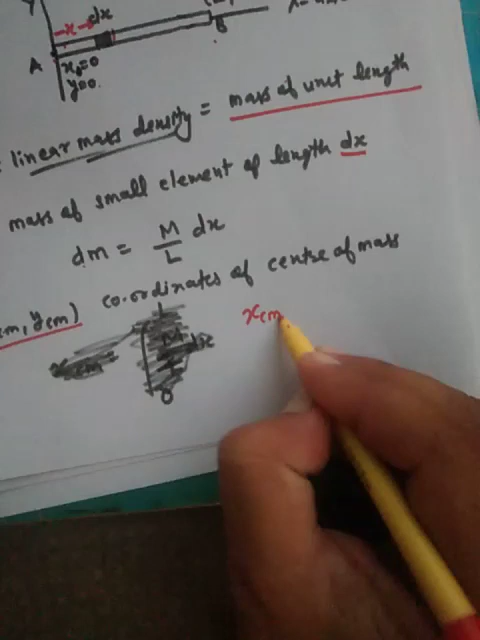 y
x dx
A x=0 B
y=0
linear mass density = mass of unit length
mass of small element of length dx
dm = M/L dx
cm, ycm) co-ordinates of centre of mass
xcm